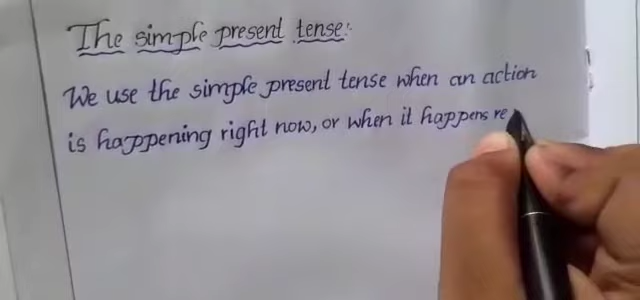 The simple present tense:
We use the simple present tense when an action
is happening right now, or when it happens re